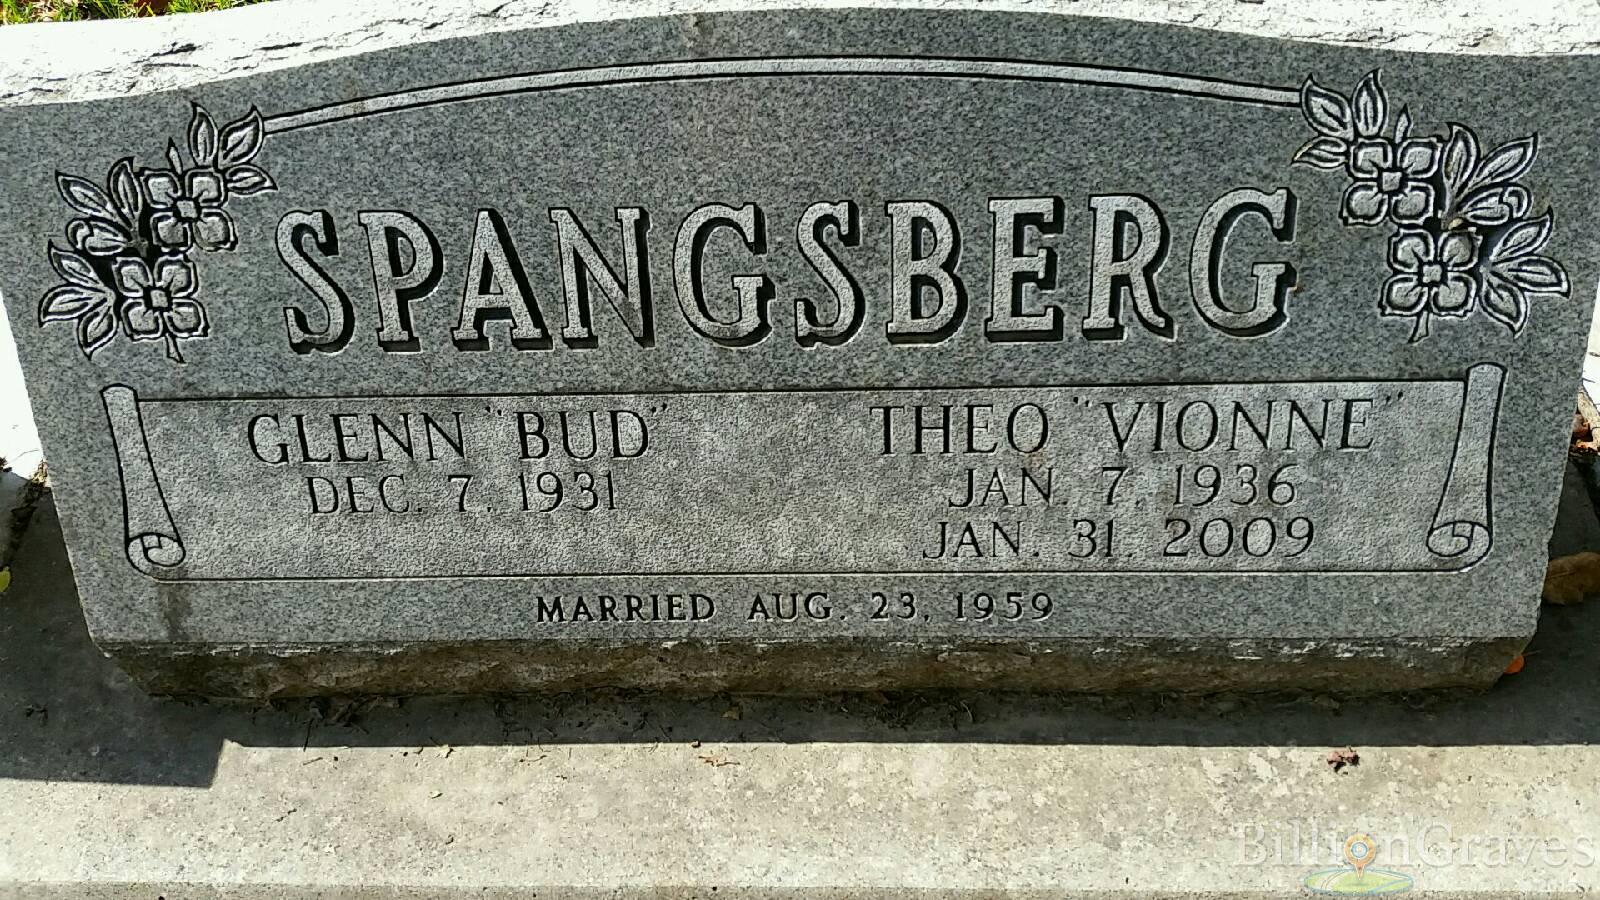 SPANGSBERG
GLENN "BUD"
DEC. 7. 1931
THEO "VIONNE"
JAN. 7. 1936
JAN. 31. 2009
MARRIED AUG. 23, 1959
BillionGraves